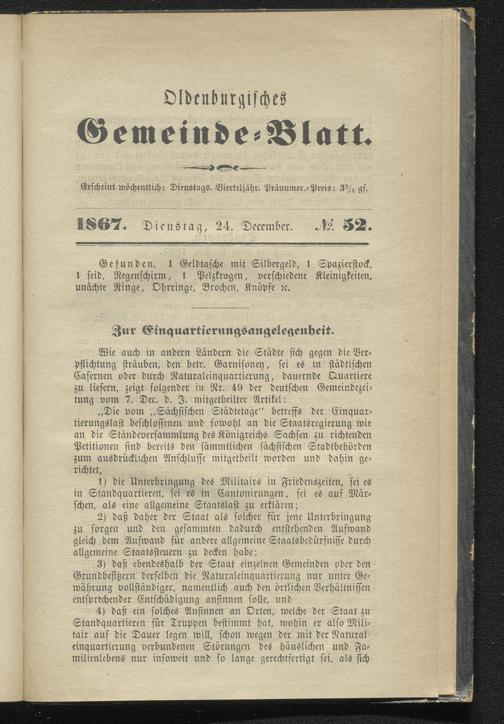 Oldenburgisches
Gemeinde-Blatt.
Erscheint wöchentlich: Dienstags. Vierteljähr. Pränumer.-Preis: 3¾ gs.
1867. Dienstag, 24. December. № 52.
Gefunden. 1 Geldtasche mit Silbergeld, 1 Spazierstock,
1 seid. Regenschirm, 1 Pelzkragen, verschiedene Kleinigkeiten,
unächte Ringe, Ohrringe, Brochen, Knöpfe ꝛc.
Zur Einquartierungsangelegenheit.
Wie auch in andern Ländern die Städte sich gegen die Ver-
pflichtung sträuben, den betr. Garnisonen, sei es in städtischen
Casernen oder durch Naturaleinquartierung, dauernde Quartiere
zu liefern, zeigt folgender in Nr. 49 der deutschen Gemeindezei-
tung vom 7. Dec. d. J. mitgetheilter Artikel:
„Die vom „Sächsischen Städtetage" betreffs der Einquar-
tierungslast beschlossenen und sowohl an die Staatsregierung wie
an die Ständeversammlung des Königreichs Sachsen zu richtenden
Petitionen sind bereits den sämmtlichen sächsischen Stadtbehörden
zum ausdrücklichen Anschlusse mitgetheilt worden und dahin ge-
richtet,
1) die Unterbringung des Militairs in Friedenszeiten, sei es
in Standquartieren, sei es in Cantonirungen, sei es auf Mär-
schen, als eine allgemeine Staatslast zu erklären;
2) daß daher der Staat als solcher für jene Unterbringung
zu sorgen und den gesammten dadurch entstehenden Aufwand
gleich dem Aufwand für andere allgemeine Staatsbedürfnisse durch
allgemeine Staatssteuern zu decken habe;
3) daß ebendeshalb der Staat einzelnen Gemeinden oder den
Grundbesitzern derselben die Naturaleinquartierung nur unter Ge-
währung vollständiger, namentlich auch den örtlichen Verhältnissen
entsprechender Entschädigung ansinnen solle, und
4) daß ein solches Ansinnen an Orten, welche der Staat zu
Standquartieren für Truppen bestimmt hat, wohin er also Mili-
tair auf die Dauer legen will, schon wegen der mit der Natural-
einquartierung verbundenen Störungen des häuslichen und Fa-
milienlebens nur insoweit und so lange gerechtfertigt sei, als sich